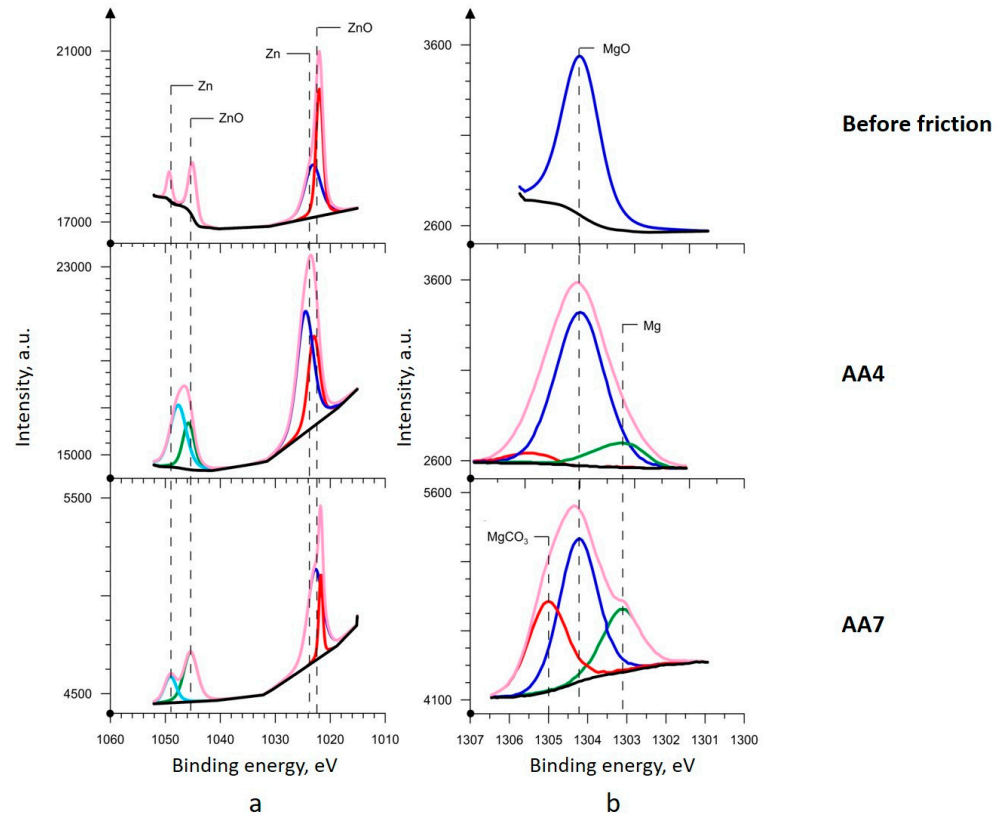 ZnO
Zn
21000
Zn
ZnO
17000
23000
15000
5500
4500
1060
1050
1040
1030
1020
1010
Intensity, a.u.
Binding energy, eV
a
3600
MgO
2600
3600
Mg
2600
5600
MgCO3
4100
1307
1306
1305
1304
1303
1302
1301
1300
Intensity, a.u.
Binding energy, eV
b
Before friction
AA4
AA7